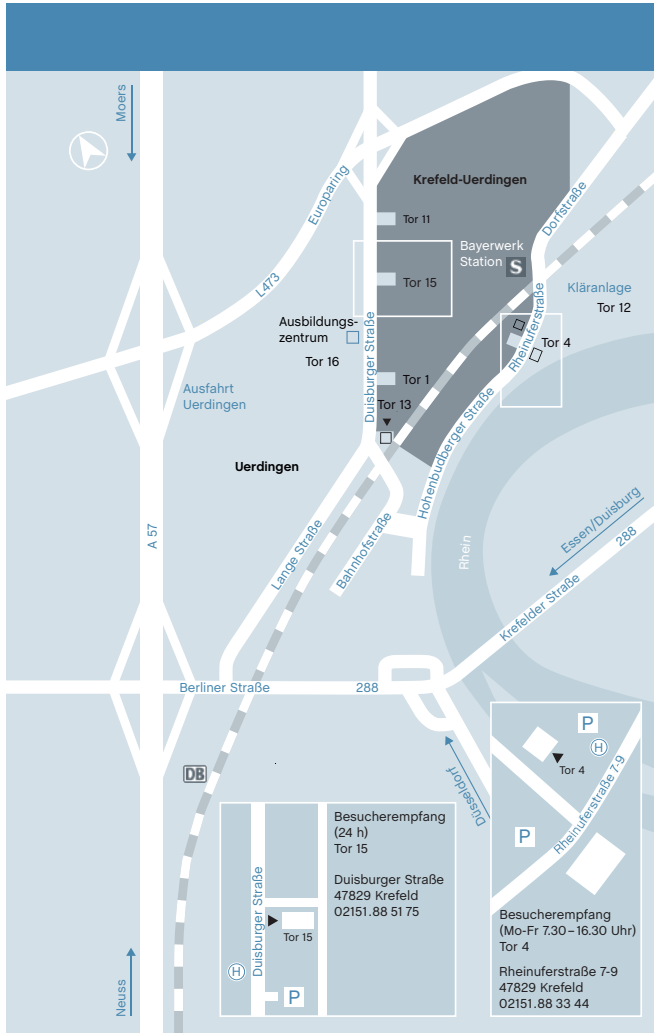 Moers
Europaring
Krefeld-Uerdingen
Tor 11
Dorfstraße
Bayerwerk
Station
S
L473
Tor 15
Kläranlage
Tor 12
Ausbildungs-
zentrum
Tor 16
Duisburger Straße
Rheinuferstraße
Tor 4
Tor 1
Ausfahrt
Uerdingen
Tor 13
Hohenbudberger Straße
Uerdingen
A 57
Lange Straße
Bahnhofstraße
Rhein
Essen/Duisburg
288
Krefelder Straße
Berliner Straße
288
DB
Düsseldorf
Neuss
Duisburger Straße
H
Tor 15
P
Besucherempfang
(24 h)
Tor 15
Duisburger Straße
47829 Krefeld
02151.88 51 75
P
H
Tor 4
P
Rheinuferstraße 7-9
Besucherempfang
(Mo-Fr 7.30–16.30 Uhr)
Tor 4
Rheinuferstraße 7-9
47829 Krefeld
02151.88 33 44